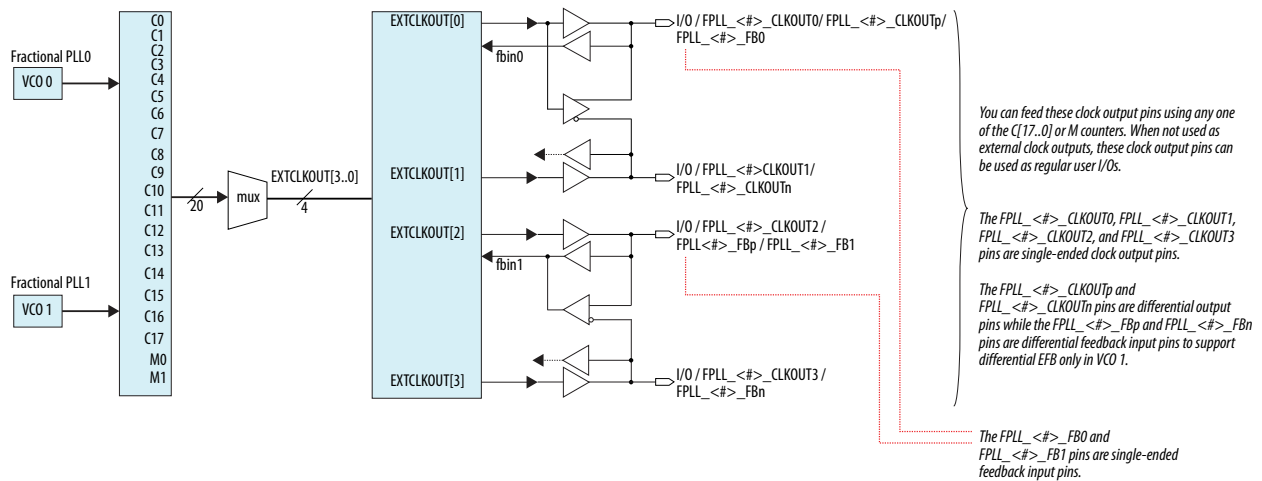 Fractional PLL0
VCO 0
Fractional PLL1
VCO 1
C0
C1
C2
C3
C4
C5
C6
C7
C8
C9
C10
C11
C12
C13
C14
C15
C16
C17
M0
M1
20
mux
EXTCLKOUT[3..0]
4
EXTCLKOUT[0]
fbin0
EXTCLKOUT[1]
EXTCLKOUT[2]
fbin1
EXTCLKOUT[3]
I/O / FPLL_<#>_CLKOUT0/ FPLL_<#>_CLKOUTp/
FPLL_<#>_FB0
I/O / FPLL_<#>CLKOUT1/
FPLL_<#>_CLKOUTn
I/O / FPLL_<#>_CLKOUT2 /
FPLL<#>_FBp / FPLL_<#>_FB1
I/O / FPLL_<#>_CLKOUT3 /
FPLL_<#>_FBn
You can feed these clock output pins using any one
of the C[17..0] or M counters. When not used as
external clock outputs, these clock output pins can
be used as regular user I/Os.
The FPLL_<#>_CLKOUT0, FPLL_<#>_CLKOUT1,
FPLL_<#>_CLKOUT2, and FPLL_<#>_CLKOUT3
pins are single-ended clock output pins.
The FPLL_<#>_CLKOUTp and
FPLL_<#>_CLKOUTn pins are differential output
pins while the FPLL_<#>_FBp and FPLL_<#>_FBn
pins are differential feedback input pins to support
differential EFB only in VCO 1.
The FPLL_<#>_FB0 and
FPLL_<#>_FB1 pins are single-ended
feedback input pins.